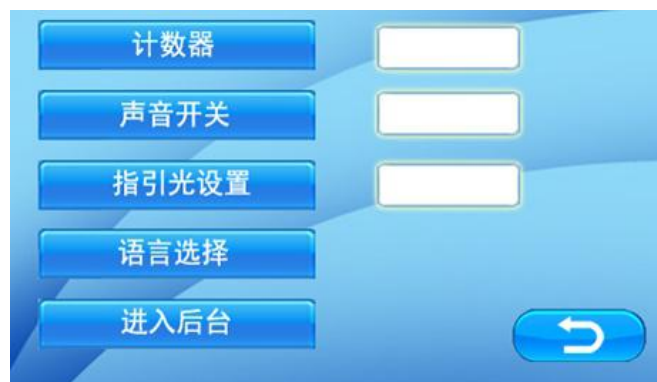 计数器
声音开关
指引光设置
语言选择
进入后台